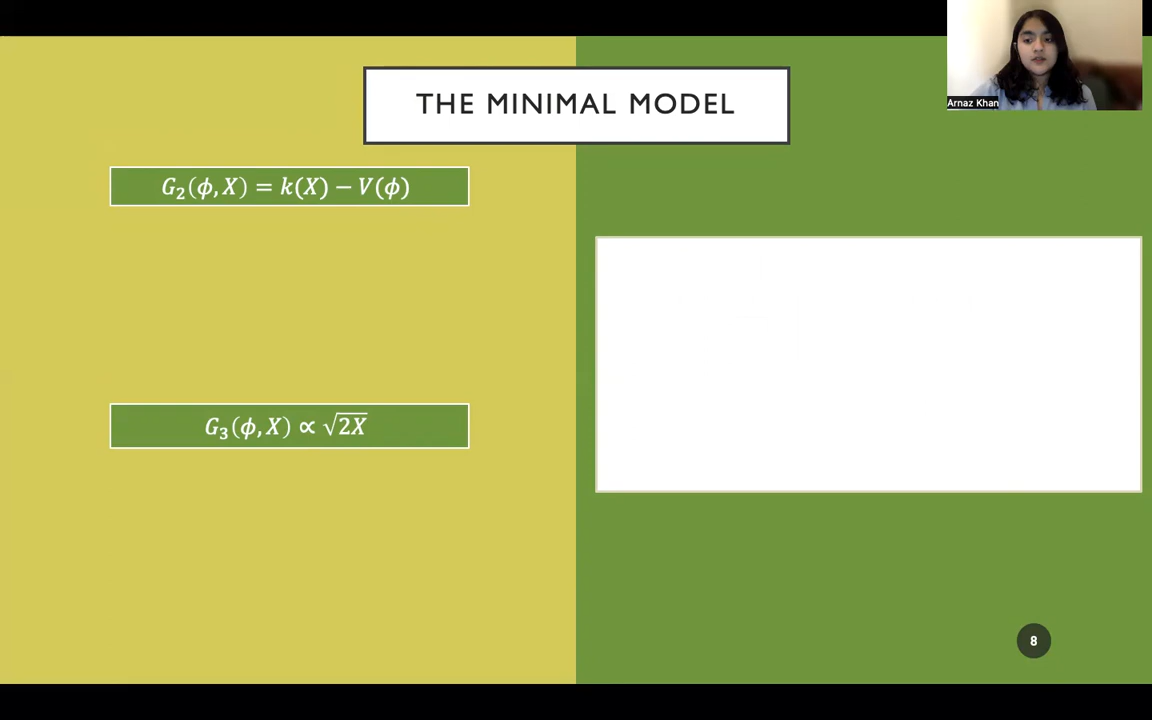 THE MINIMAL MODEL
Arnaz Khan
G₂(ϕ, X) = k(X) − V(ϕ)
G₃(ϕ, X) ∝ √2X
8